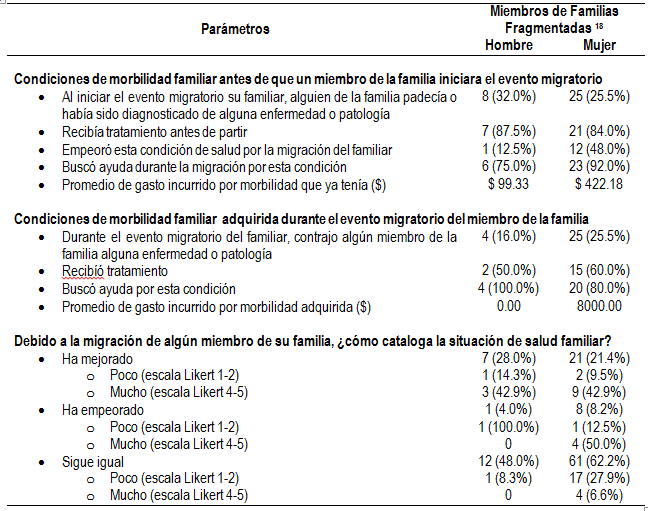 Miembros de Familias
Parámetros Fragmentadas 18
Hombre Mujer
Condiciones de morbilidad familiar antes de que un miembro de la familia iniciara el evento migratorio
• Al iniciar el evento migratorio su familiar, alguien de la familia padecía o 8 (32.0%) 25 (25.5%)
había sido diagnosticado de alguna enfermedad o patología
• Recibía tratamiento antes de partir 7 (87.5%) 21 (84.0%)
• Empeoró esta condición de salud por la migración del familiar 1 (12.5%) 12 (48.0%)
• Buscó ayuda durante la migración por esta condición 6 (75.0%) 23 (92.0%)
• Promedio de gasto incurrido por morbilidad que ya tenía ($) $ 99.33 $ 422.18
Condiciones de morbilidad familiar adquirida durante el evento migratorio del miembro de la familia
• Durante el evento migratorio del familiar, contrajo algún miembro de la 4 (16.0%) 25 (25.5%)
familia alguna enfermedad o patología
• Recibíó tratamiento 2 (50.0%) 15 (60.0%)
• Buscó ayuda por esta condición 4 (100.0%) 20 (80.0%)
• Promedio de gasto incurrido por morbilidad adquirida ($) 0.00 8000.00
Debido a la migración de algún miembro de su familia, ¿cómo cataloga la situación de salud familiar?
• Ha mejorado 7 (28.0%) 21 (21.4%)
o Poco (escala Likert 1-2) 1 (14.3%) 2 (9.5%)
o Mucho (escala Likert 4-5) 3 (42.9%) 9 (42.9%)
• Ha empeorado 1 (4.0%) 8 (8.2%)
o Poco (escala Likert 1-2) 1 (100.0%) 1 (12.5%)
o Mucho (escala Likert 4-5) 0 4 (50.0%)
• Sigue igual 12 (48.0%) 61 (62.2%)
o Poco (escala Likert 1-2) 1 (8.3%) 17 (27.9%)
o Mucho (escala Likert 4-5) 0 4 (6.6%)